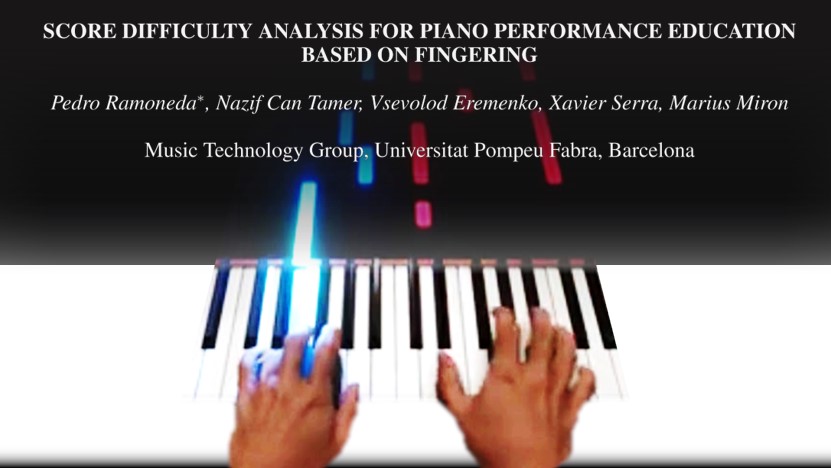 SCORE DIFFICULTY ANALYSIS FOR PIANO PERFORMANCE EDUCATION
BASED ON FINGERING
Pedro Ramoneda*, Nazif Can Tamer, Vsevolod Eremenko, Xavier Serra, Marius Miron
Music Technology Group, Universitat Pompeu Fabra, Barcelona